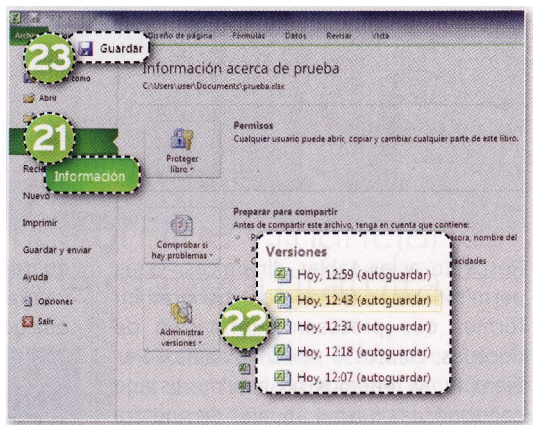 Archivo
Diseño de página Fórmulas Datos Revisar Vista
23 Guardar
como
Abrir
Información acerca de prueba
C:\Users\user\Documents\prueba.xlsx
21
Información
Permisos
Cualquier usuario puede abrir, copiar y cambiar cualquier parte de este libro.
Proteger
libro
Nuevo
Imprimir
Guardar y enviar
Ayuda
Opciones
Salir
Preparar para compartir
Antes de compartir este archivo, tenga en cuenta que contiene:
nombre del
Comprobar si
hay problemas
Administrar
versiones
22
Versiones
Hoy, 12:59 (autoguardar)
Hoy, 12:43 (autoguardar)
Hoy, 12:31 (autoguardar)
Hoy, 12:18 (autoguardar)
Hoy, 12:07 (autoguardar)